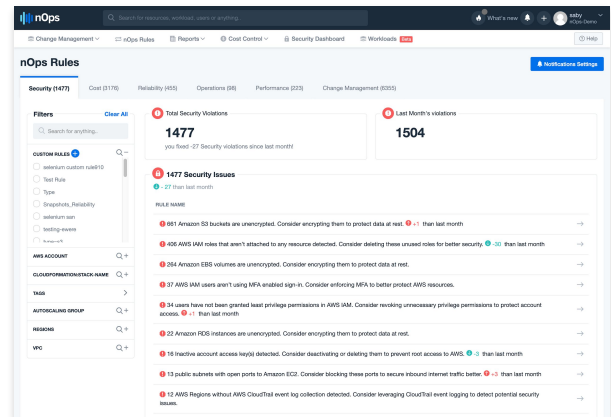 nOps
Search for resources, workload, users or anything.
What's new
saby
nOps-Demo
Change Management
nOps Rules
Reports
Cost Control
Security Dashboard
Workloads Beta
Help
nOps Rules
Notifications Settings
Security (1477)
Cost (3176)
Reliability (455)
Operations (98)
Performance (223)
Change Management (6355)
Filters
Clear All
Search for anything..
CUSTOM RULES
selenium custom rule910
Test Rule
Type
Snapshots_Reliability
selenium san
testing-ewere
AWS ACCOUNT
CLOUDFORMATION:STACK-NAME
TAGS
AUTOSCALING GROUP
REGIONS
VPC
Total Security Violations
1477
you fixed -27 Security violations since last month!
Last Month's violations
1504
1477 Security Issues
- 27 than last month
RULE NAME
661 Amazon S3 buckets are unencrypted. Consider encrypting them to protect data at rest. +1 than last month
406 AWS IAM roles that aren't attached to any resource detected. Consider deleting these unused roles for better security. -30 than last month
264 Amazon EBS volumes are unencrypted. Consider encrypting them to protect data at rest.
37 AWS IAM users aren't using MFA enabled sign-in. Consider enforcing MFA to better protect AWS resources.
34 users have not been granted least privilege permissions in AWS IAM. Consider revoking unnecessary privilege permissions to protect account
access. +1 than last month
22 Amazon RDS instances are unencrypted. Consider encrypting them to protect data at rest.
16 Inactive account access key(s) detected. Consider deactivating or deleting them to prevent root access to AWS. -3 than last month
13 public subnets with open ports to Amazon EC2. Consider blocking these ports to secure inbound internet traffic better. +3 than last month
12 AWS Regions without AWS CloudTrail event log collection detected. Consider leveraging CloudTrail event logging to detect potential security
issues.